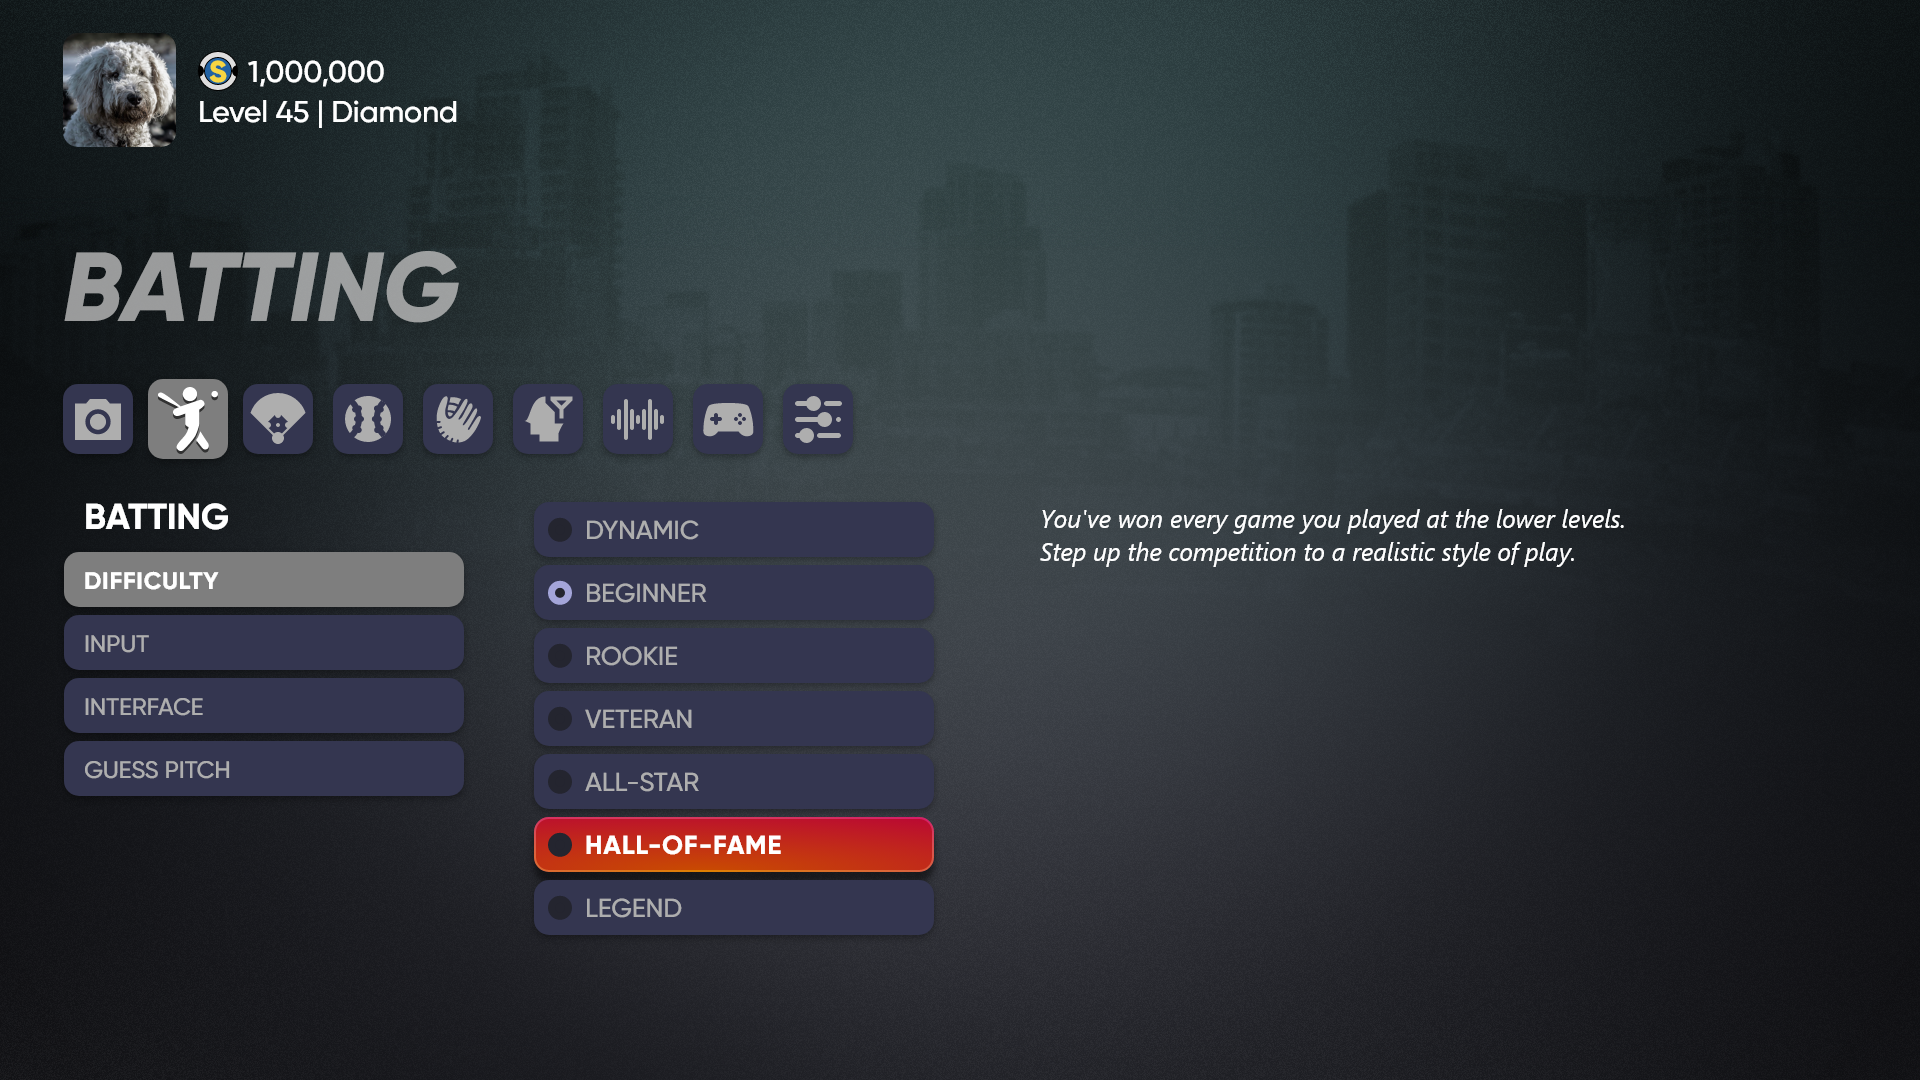 S 1,000,000
Level 45 | Diamond
BATTING
BATTING
DIFFICULTY
INPUT
INTERFACE
GUESS PITCH
DYNAMIC
BEGINNER
ROOKIE
VETERAN
ALL-STAR
HALL-OF-FAME
LEGEND
You've won every game you played at the lower levels.
Step up the competition to a realistic style of play.